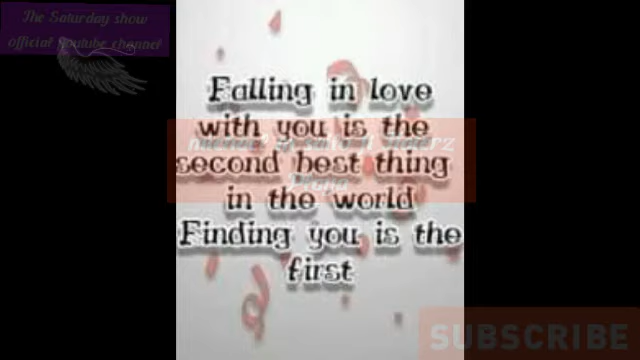 The Saturday show
official youtube channel
Falling in love
with you is the
second best thing
in the world
Finding you is the
first
SUBSCRIBE